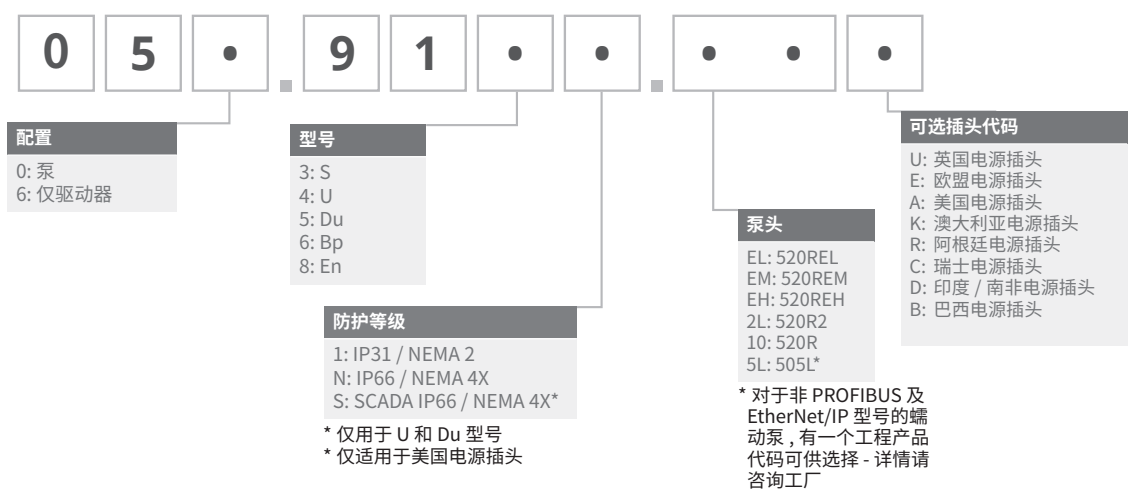 0 5 • . 9 1 • • . • • •
配置
0: 泵
6: 仅驱动器
型号
3: S
4: U
5: Du
6: Bp
8: En
防护等级
1: IP31 / NEMA 2
N: IP66 / NEMA 4X
S: SCADA IP66 / NEMA 4X*
* 仅用于 U 和 Du 型号
* 仅适用于美国电源插头
泵头
EL: 520REL
EM: 520REM
EH: 520REH
2L: 520R2
10: 520R
5L: 505L*
* 对于非 PROFIBUS 及
EtherNet/IP 型号的蠕
动泵 , 有一个工程产品
代码可供选择 - 详情请
咨询工厂
可选插头代码
U: 英国电源插头
E: 欧盟电源插头
A: 美国电源插头
K: 澳大利亚电源插头
R: 阿根廷电源插头
C: 瑞士电源插头
D: 印度 / 南非电源插头
B: 巴西电源插头